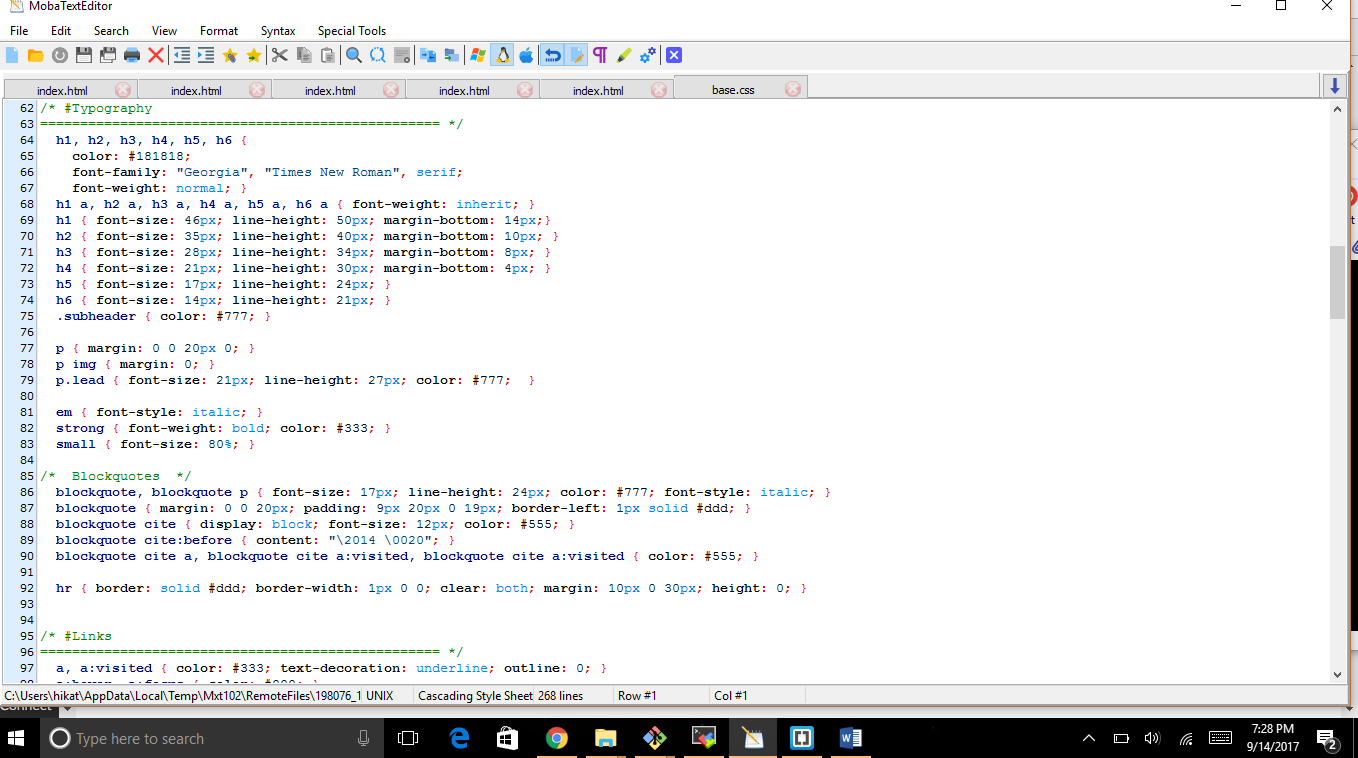 MobaTextEditor
File Edit Search View Format Syntax Special Tools
index.html index.html index.html index.html index.html base.css
62 /* #Typography
63 ================================================== */
64 h1, h2, h3, h4, h5, h6 {
65 color: #181818;
66 font-family: "Georgia", "Times New Roman", serif;
67 font-weight: normal; }
68 h1 a, h2 a, h3 a, h4 a, h5 a, h6 a { font-weight: inherit; }
69 h1 { font-size: 46px; line-height: 50px; margin-bottom: 14px;}
70 h2 { font-size: 35px; line-height: 40px; margin-bottom: 10px; }
71 h3 { font-size: 28px; line-height: 34px; margin-bottom: 8px; }
72 h4 { font-size: 21px; line-height: 30px; margin-bottom: 4px; }
73 h5 { font-size: 17px; line-height: 24px; }
74 h6 { font-size: 14px; line-height: 21px; }
75 .subheader { color: #777; }
76
77 p { margin: 0 0 20px 0; }
78 p img { margin: 0; }
79 p.lead { font-size: 21px; line-height: 27px; color: #777;  }
80
81 em { font-style: italic; }
82 strong { font-weight: bold; color: #333; }
83 small { font-size: 80%; }
84
85 /*  Blockquotes  */
86 blockquote, blockquote p { font-size: 17px; line-height: 24px; color: #777; font-style: italic; }
87 blockquote { margin: 0 0 20px; padding: 9px 20px 0 19px; border-left: 1px solid #ddd; }
88 blockquote cite { display: block; font-size: 12px; color: #555; }
89 blockquote cite:before { content: "\2014 \0020"; }
90 blockquote cite a, blockquote cite a:visited, blockquote cite a:visited { color: #555; }
91
92 hr { border: solid #ddd; border-width: 1px 0 0; clear: both; margin: 10px 0 30px; height: 0; }
93
94
95 /* #Links
96 ================================================== */
97 a, a:visited { color: #333; text-decoration: underline; outline: 0; }
C:\Users\hikat\AppData\Local\Temp\Mxt102\RemoteFiles\198076_1 UNIX Cascading Style Sheet 268 lines Row #1 Col #1
Type here to search
7:28 PM
9/14/2017
2